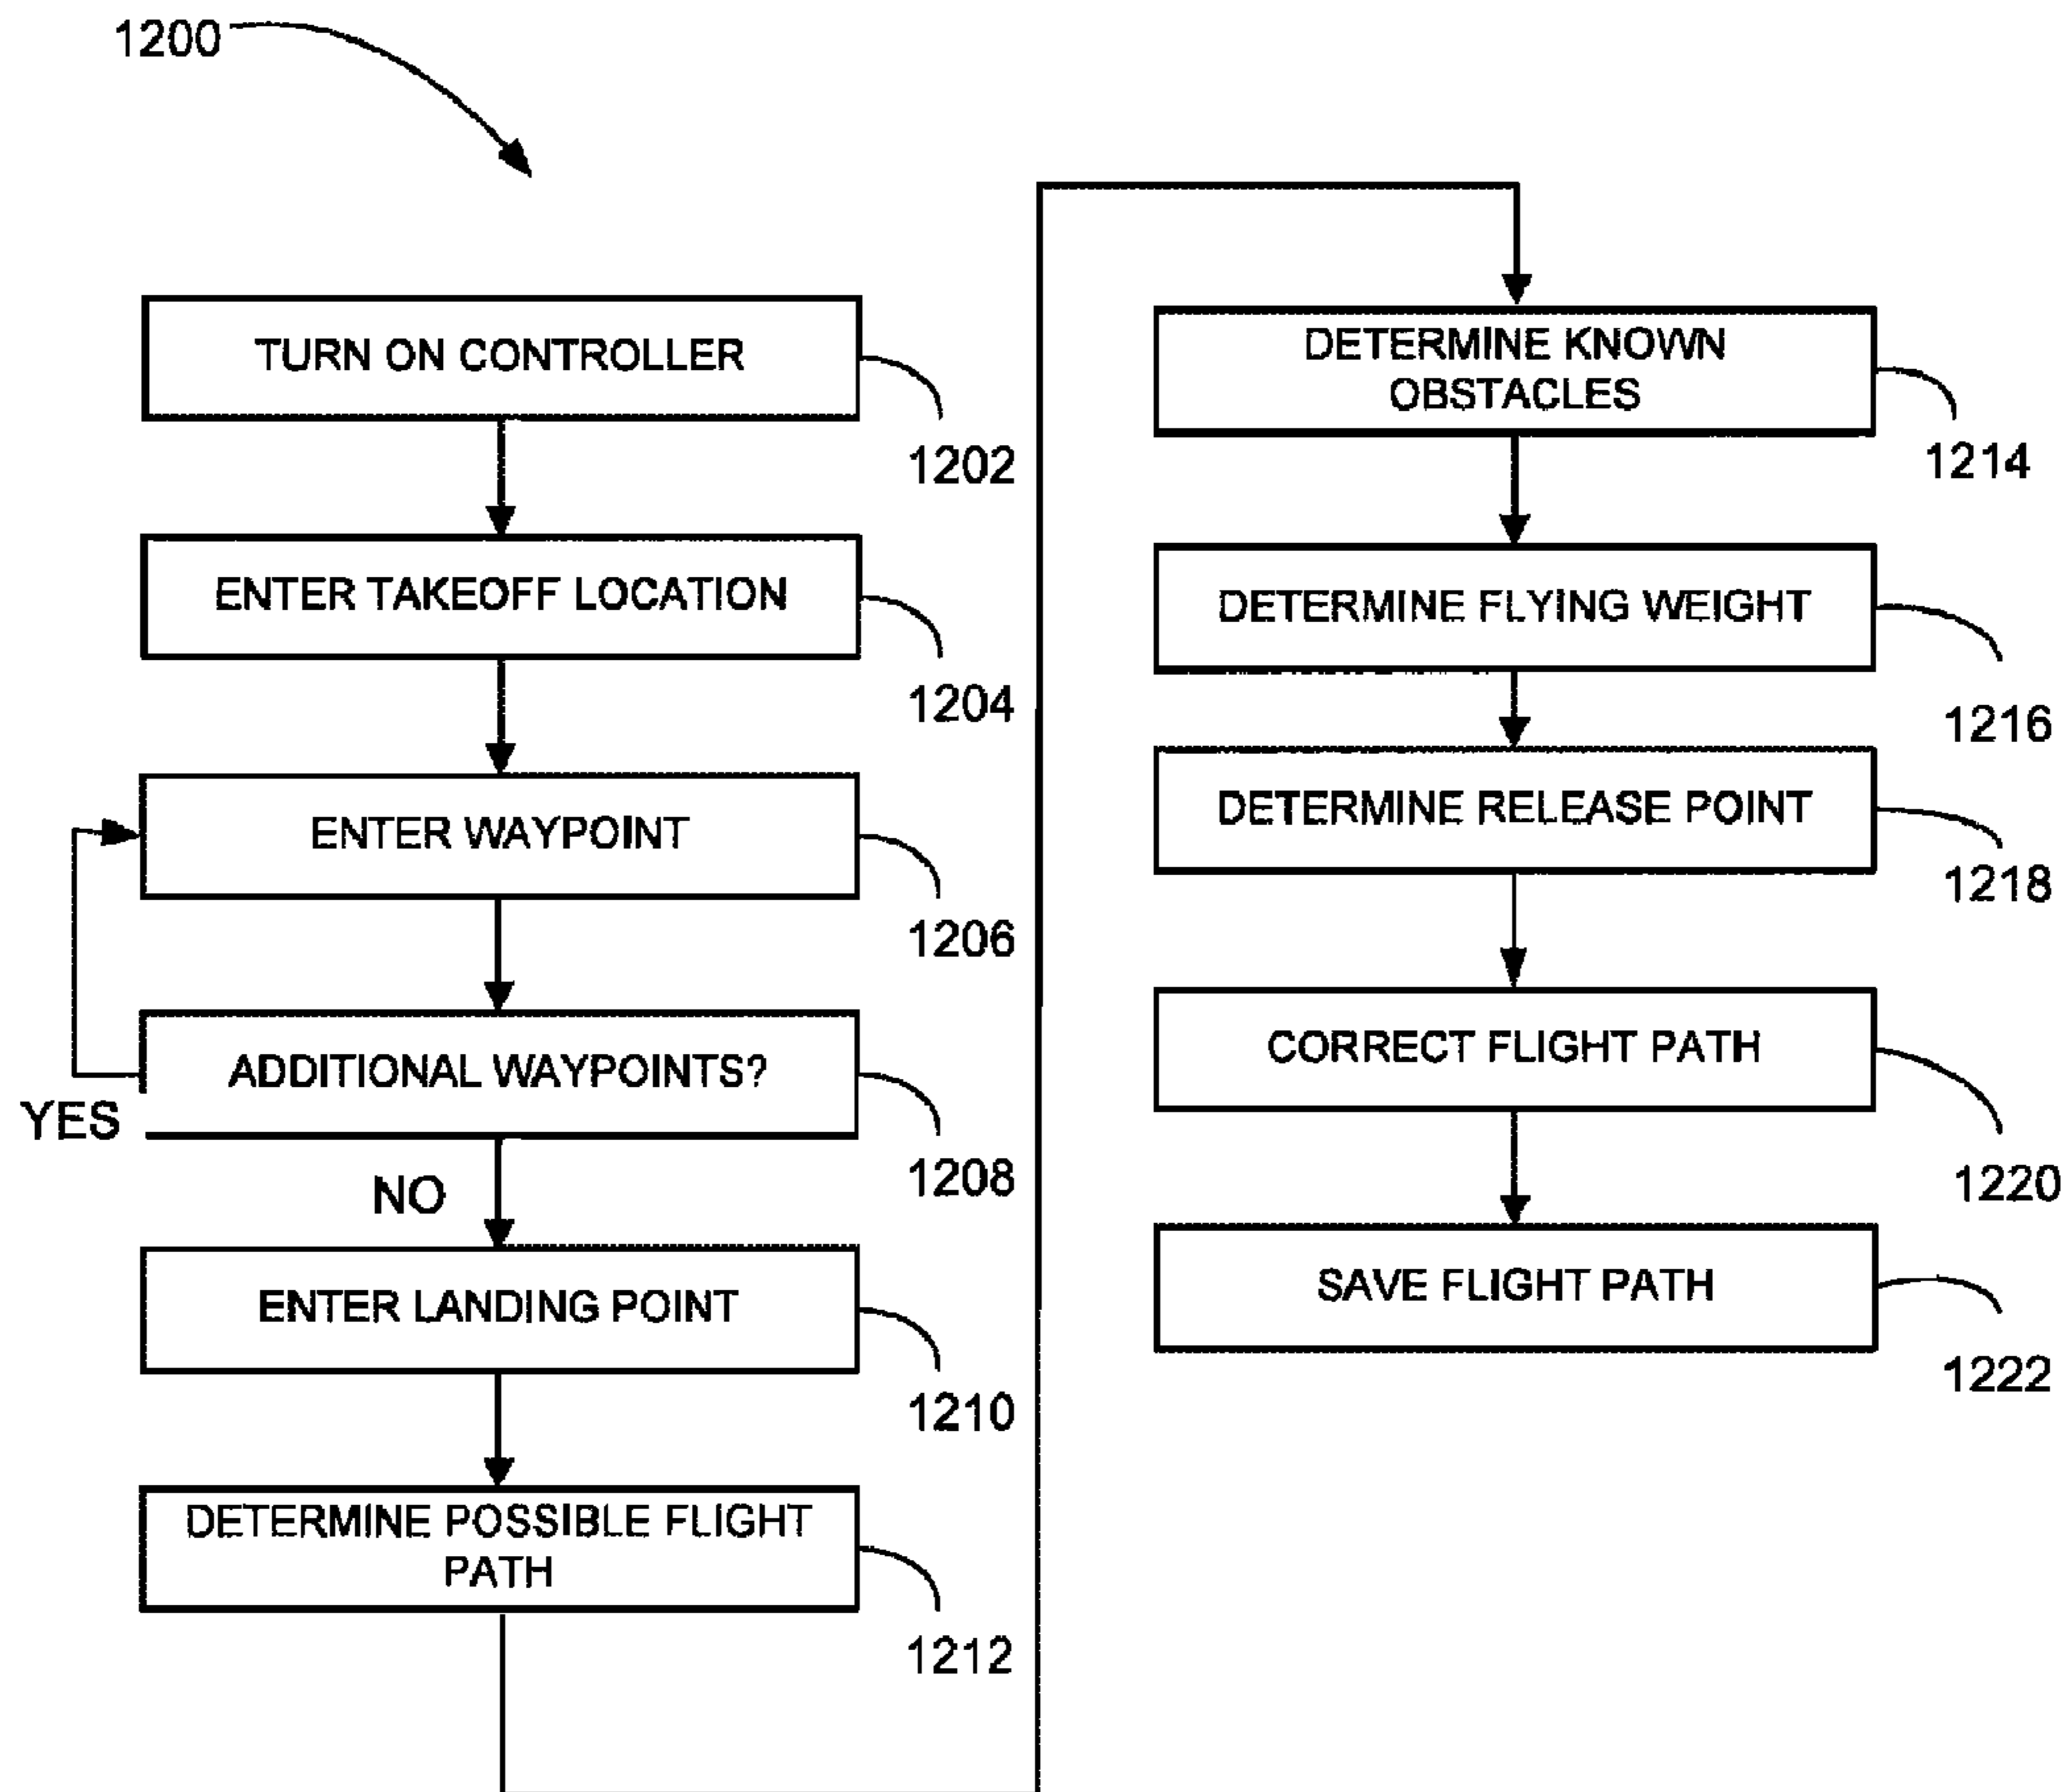 1200
TURN ON CONTROLLER
1202
ENTER TAKEOFF LOCATION
1204
ENTER WAYPOINT
1206
ADDITIONAL WAYPOINTS?
YES
1208
NO
ENTER LANDING POINT
1210
DETERMINE POSSIBLE FLIGHT
PATH
1212
DETERMINE KNOWN
OBSTACLES
1214
DETERMINE FLYING WEIGHT
1216
DETERMINE RELEASE POINT
1218
CORRECT FLIGHT PATH
1220
SAVE FLIGHT PATH
1222